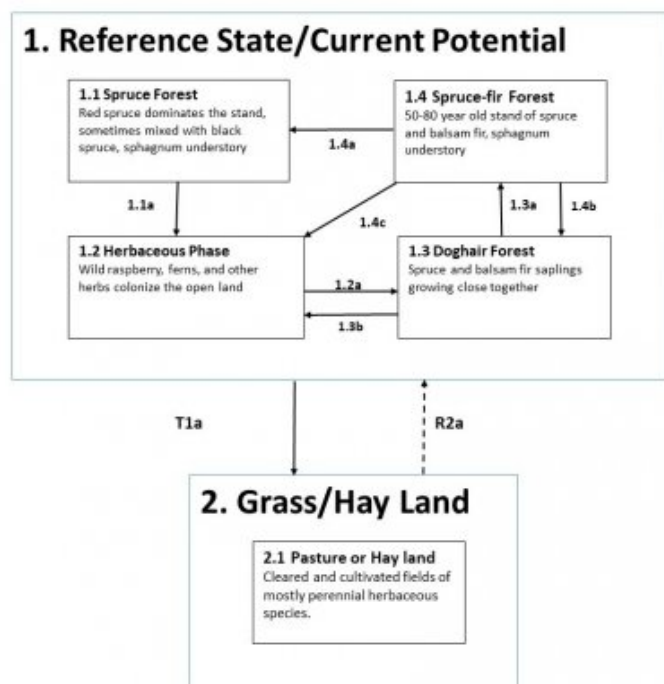 1. Reference State/Current Potential
1.1 Spruce Forest
Red spruce dominates the stand,
sometimes mixed with black
spruce, sphagnum understory
1.4 Spruce-fir Forest
50-80 year old stand of spruce
and balsam fir, sphagnum
understory
1.4a
1.1a
1.4c
1.3a
1.4b
1.2 Herbaceous Phase
Wild raspberry, ferns, and other
herbs colonize the open land
1.2a
1.3b
1.3 Doghair Forest
Spruce and balsam fir saplings
growing close together
T1a
R2a
2. Grass/Hay Land
2.1 Pasture or Hay land
Cleared and cultivated fields of
mostly perennial herbaceous
species.